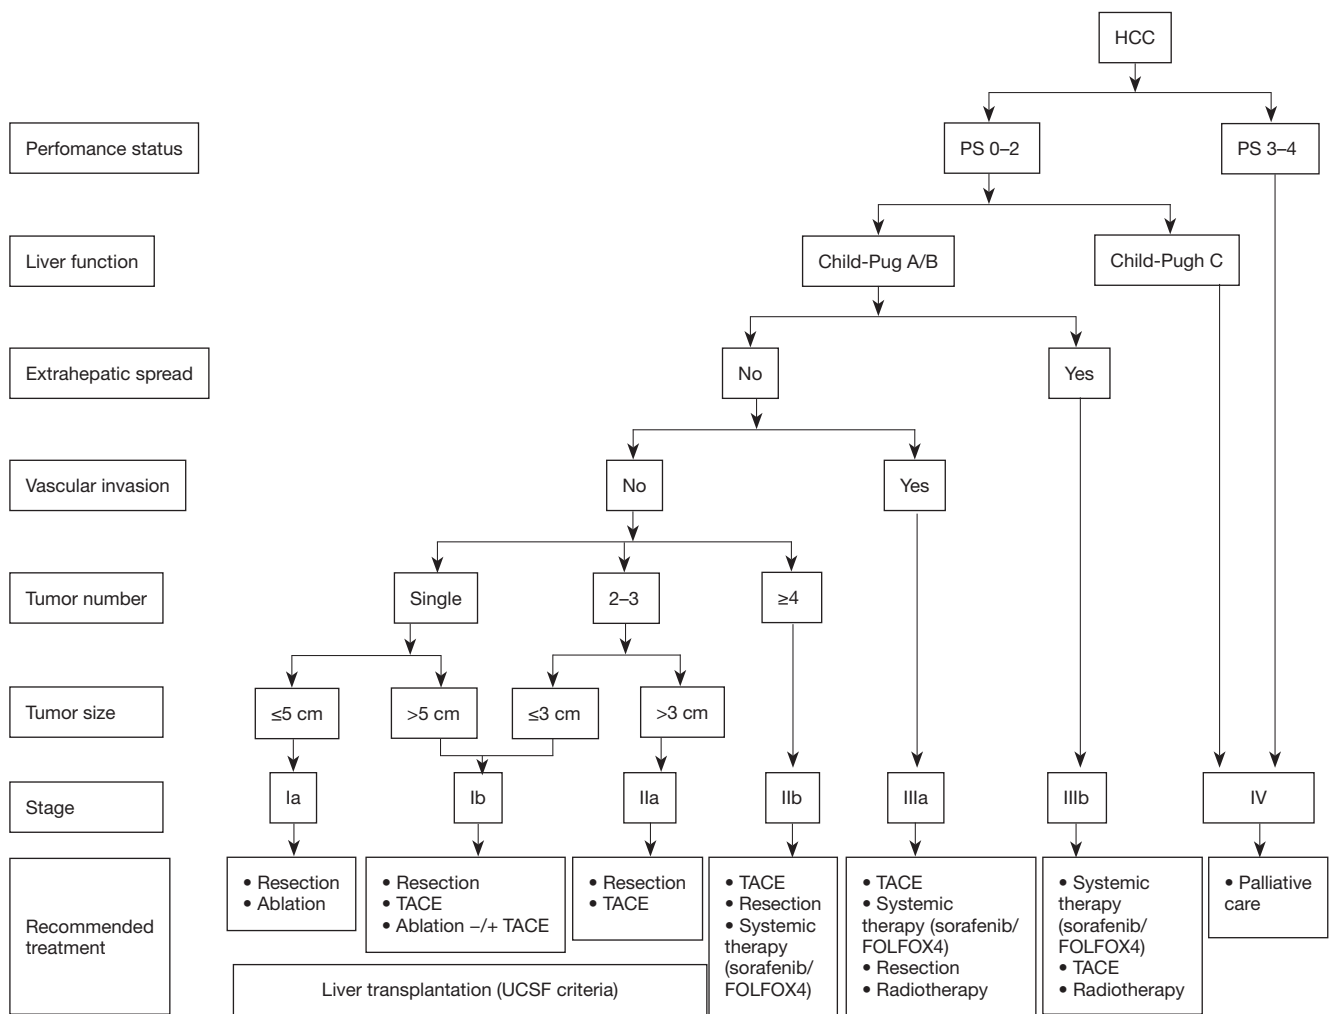 HCC
Perfomance status
PS 0–2
PS 3–4
Liver function
Child-Pug A/B
Child-Pugh C
Extrahepatic spread
No
Yes
Vascular invasion
No
Yes
Tumor number
Single
2–3
≥4
Tumor size
≤5 cm
>5 cm
≤3 cm
>3 cm
Stage
Ia
Ib
IIa
IIb
IIIa
IIIb
IV
Recommended
treatment
• Resection
• Ablation
• Resection
• TACE
• Ablation –/+ TACE
• Resection
• TACE
Liver transplantation (UCSF criteria)
• TACE
• Resection
• Systemic
therapy
(sorafenib/
FOLFOX4)
• TACE
• Systemic
therapy (sorafenib/
FOLFOX4)
• Resection
• Radiotherapy
• Systemic
therapy
(sorafenib/
FOLFOX4)
• TACE
• Radiotherapy
• Palliative
care